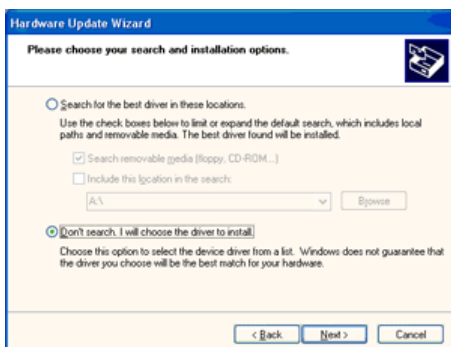 Hardware Update Wizard
Please choose your search and installation options.
Search for the best driver in these locations.
Use the check boxes below to limit or expand the default search, which includes local
paths and removable media. The best driver found will be installed.
Search removable media (floppy, CD-ROM...)
Include this location in the search:
A:\
Browse
Don't search. I will choose the driver to install.
Choose this option to select the device driver from a list. Windows does not guarantee that
the driver you choose will be the best match for your hardware.
< Back Next > Cancel